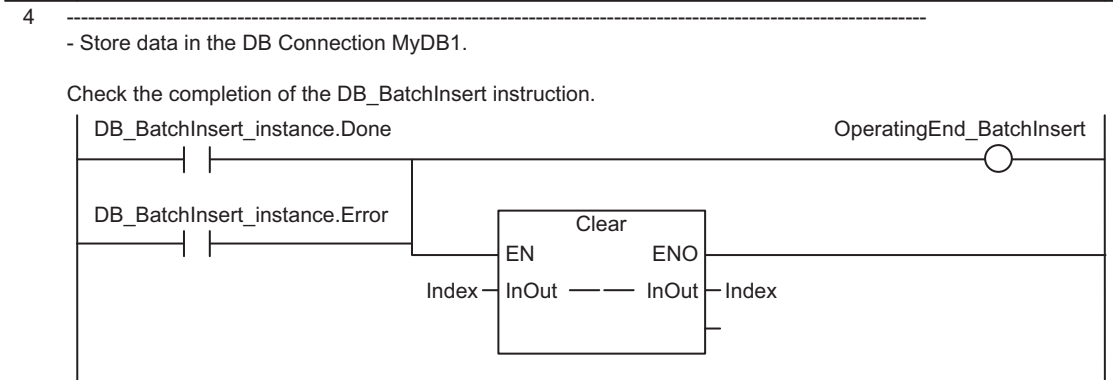 4
------------------------------------------------------------------------------------------------------------------------
- Store data in the DB Connection MyDB1.
Check the completion of the DB_BatchInsert instruction.
DB_BatchInsert_instance.Done OperatingEnd_BatchInsert
DB_BatchInsert_instance.Error
Clear
EN ENO
Index InOut InOut Index